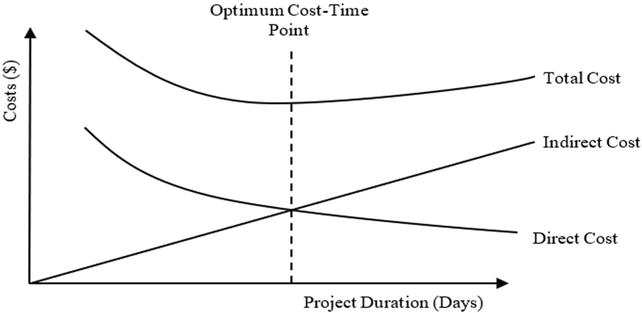 Optimum Cost-Time
Point
Costs ($)
Total Cost
Indirect Cost
Direct Cost
Project Duration (Days)